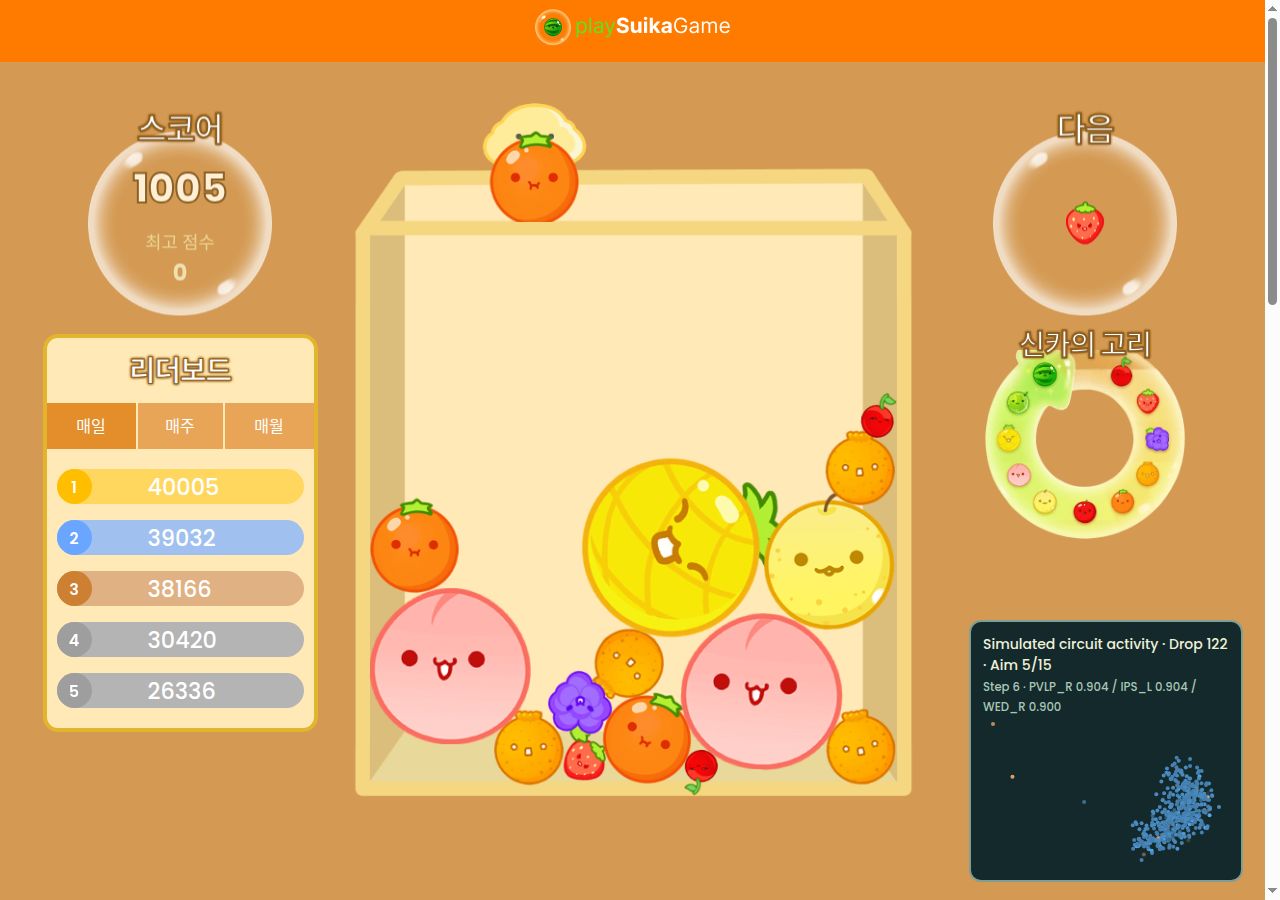 playSuikaGame
스코어
1005
최고 점수
0
다음
신카의 고리
리더보드
매일 매주 매월
1 40005
2 39032
3 38166
4 30420
5 26336
Simulated circuit activity · Drop 122
· Aim 5/15
Step 6 · PVLP_R 0.904 / IPS_L 0.904 /
WED_R 0.900